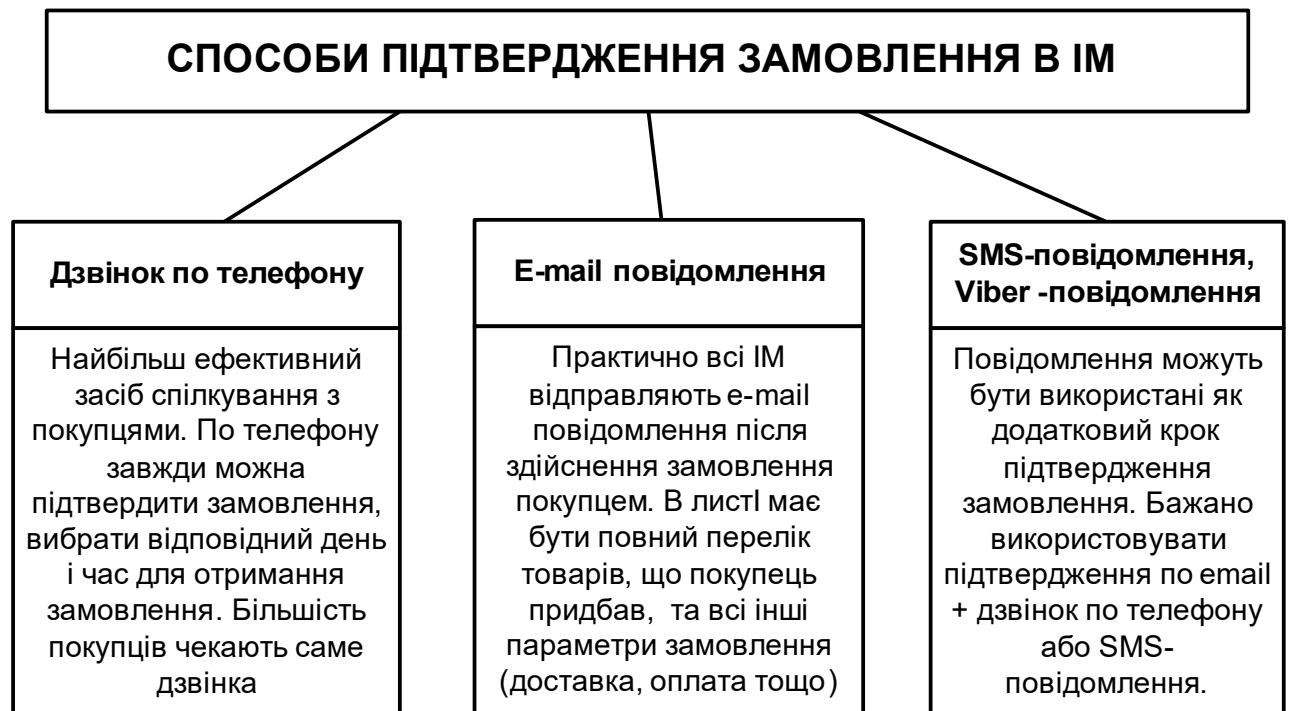 СПОСОБИ ПІДТВЕРДЖЕННЯ ЗАМОВЛЕННЯ В ІМ
Дзвінок по телефону
Найбільш ефективний
засіб спілкування з
покупцями. По телефону
завжди можна
підтвердити замовлення,
вибрати відповідний день
і час для отримання
замовлення. Більшість
покупців чекають саме
дзвінка
E-mail повідомлення
Практично всі ІМ
відправляють e-mail
повідомлення після
здійснення замовлення
покупцем. В листІ має
бути повний перелік
товарів, що покупець
придбав, та всі інші
параметри замовлення
(доставка, оплата тощо)
SMS-повідомлення,
Viber -повідомлення
Повідомлення можуть
бути використані як
додатковий крок
підтвердження
замовлення. Бажано
використовувати
підтвердження по email
+ дзвінок по телефону
або SMS-
повідомлення.